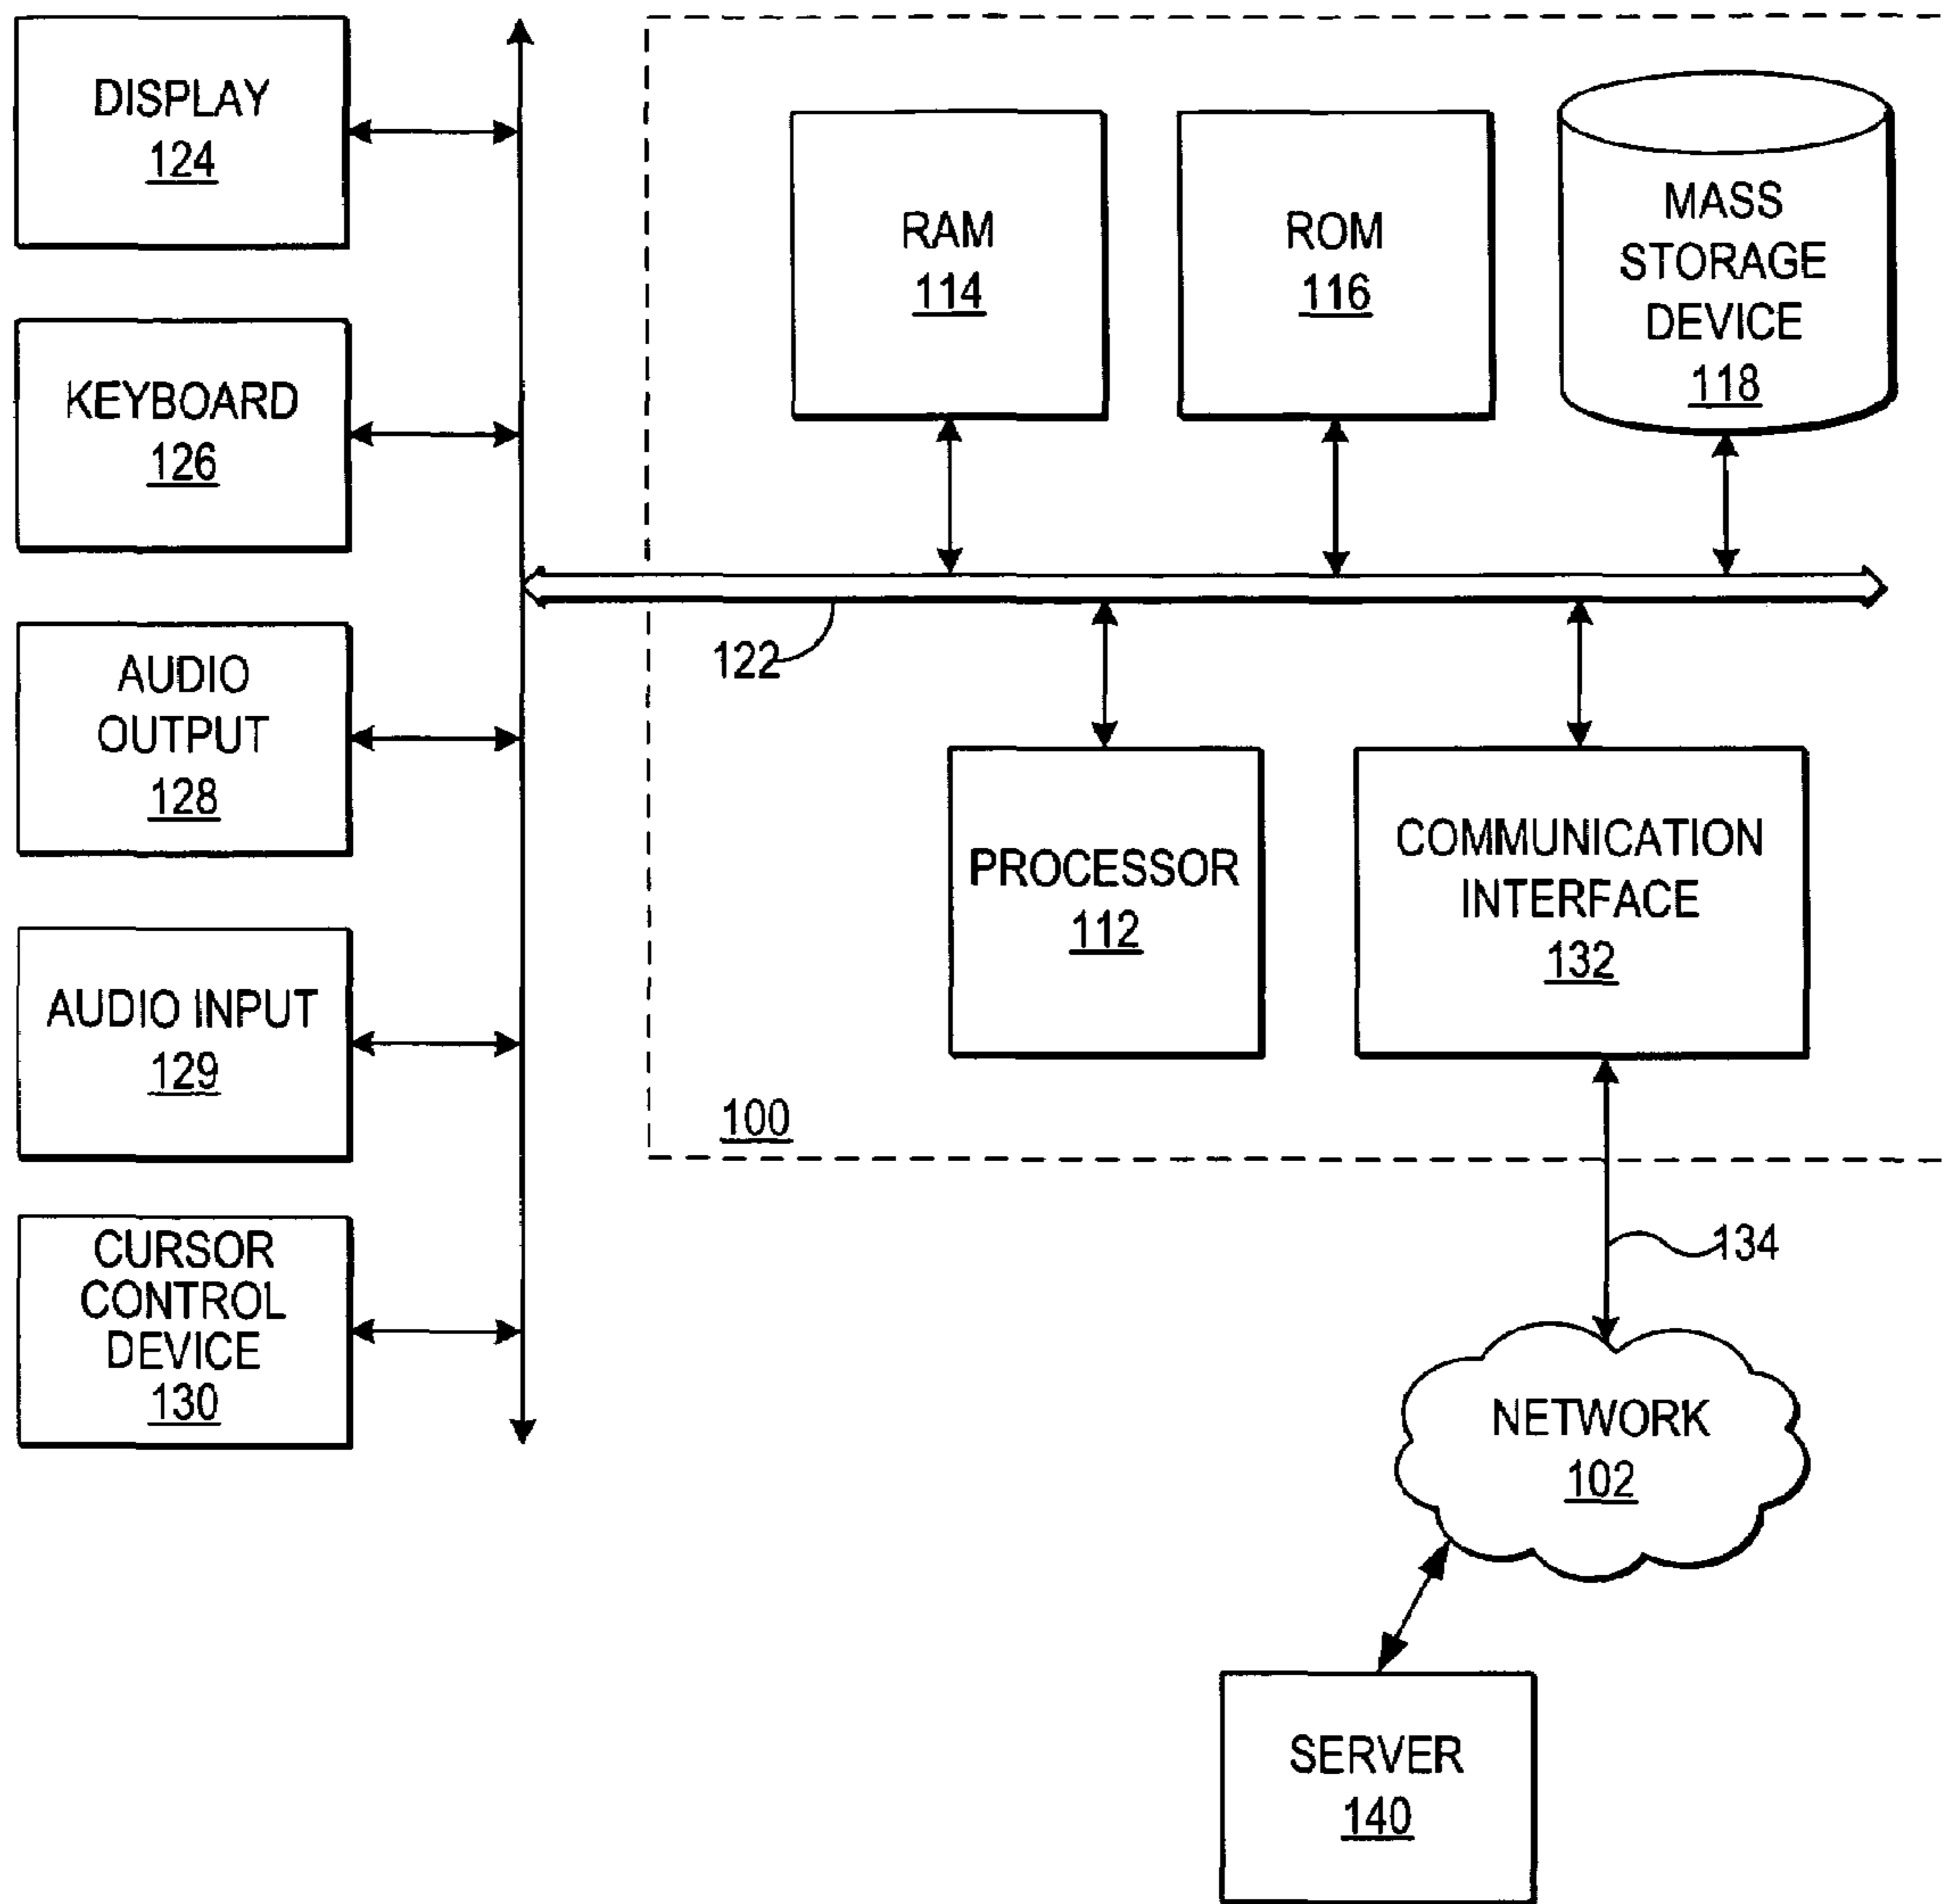 DISPLAY
124
KEYBOARD
126
AUDIO
OUTPUT
128
AUDIO INPUT
129
CURSOR
CONTROL
DEVICE
130
RAM
114
ROM
116
MASS
STORAGE
DEVICE
118
122
PROCESSOR
112
COMMUNICATION
INTERFACE
132
100
134
NETWORK
102
SERVER
140